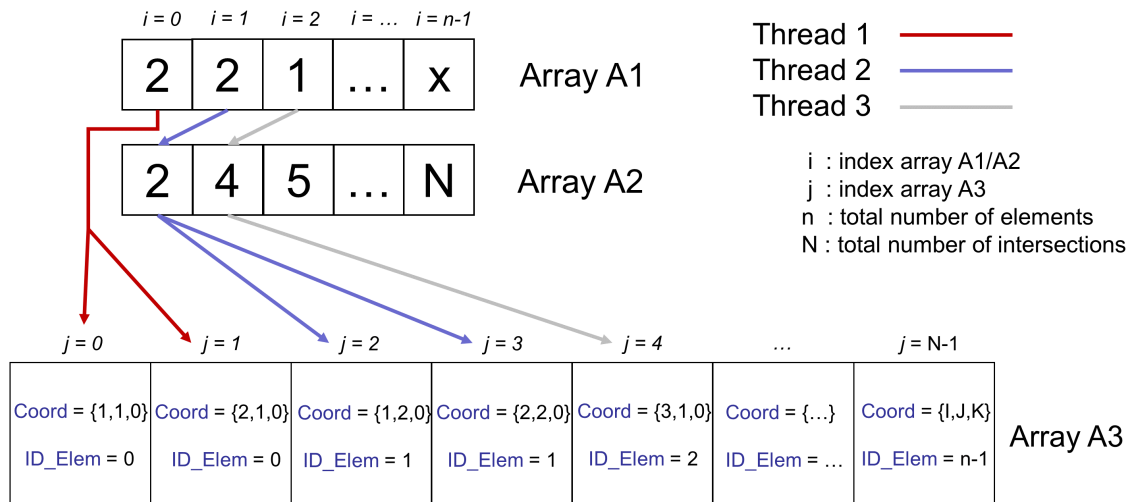 i = 0 i = 1 i = 2 i = ... i = n-1
2 2 1 ... x
Array A1
2 4 5 ... N
Array A2
Thread 1
Thread 2
Thread 3
i : index array A1/A2
j : index array A3
n : total number of elements
N : total number of intersections
j = 0 j = 1 j = 2 j = 3 j = 4 ... j = N-1
Coord = {1,1,0} Coord = {2,1,0} Coord = {1,2,0} Coord = {2,2,0} Coord = {3,1,0} Coord = {...} Coord = {I,J,K}
ID_Elem = 0 ID_Elem = 0 ID_Elem = 1 ID_Elem = 1 ID_Elem = 2 ID_Elem = ... ID_Elem = n-1
Array A3